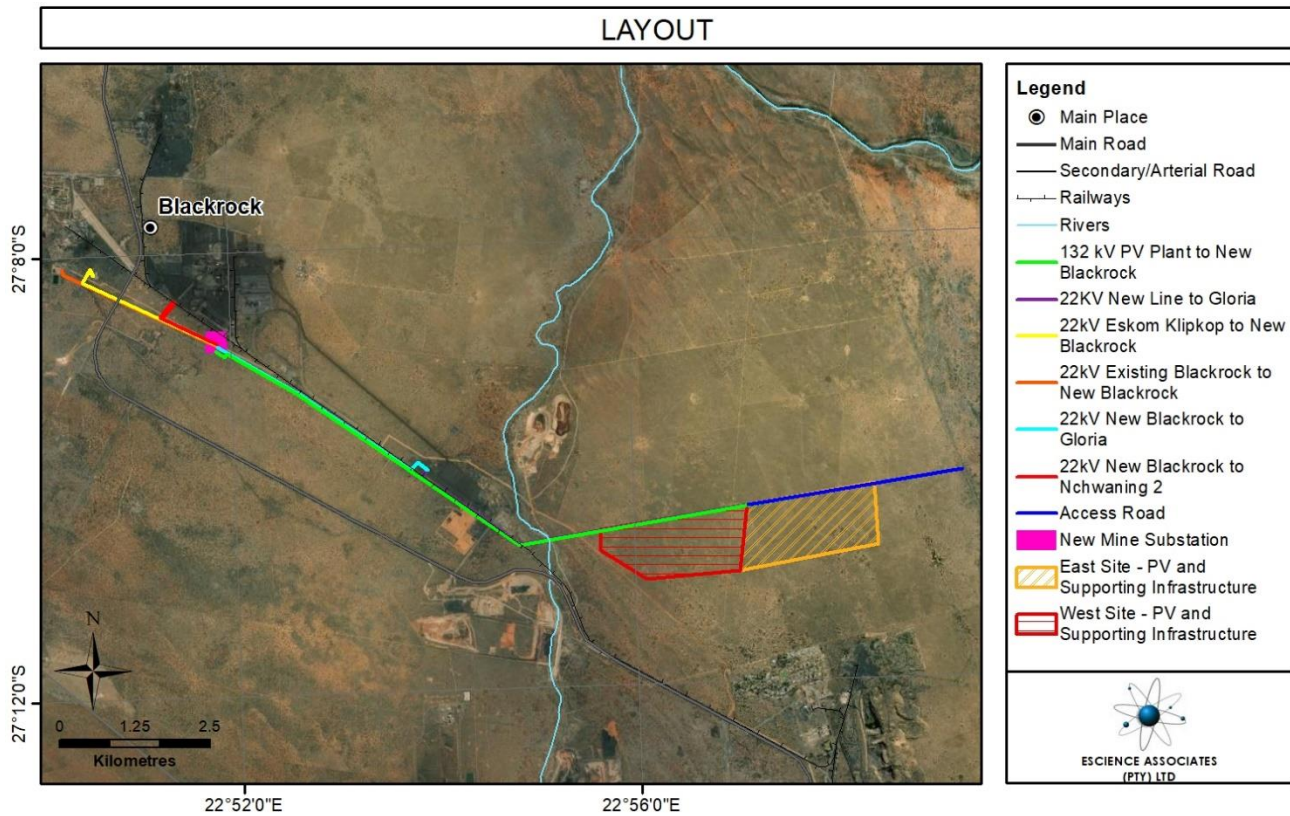 LAYOUT
Blackrock
27°8'0"S
27°12'0"S
N
0 1.25 2.5
Kilometres
22°52'0"E 22°56'0"E
Legend
Main Place
Main Road
Secondary/Arterial Road
Railways
Rivers
132 kV PV Plant to New
Blackrock
22KV New Line to Gloria
22kV Eskom Klipkop to New
Blackrock
22kV Existing Blackrock to
New Blackrock
22kV New Blackrock to
Gloria
22kV New Blackrock to
Nchwaning 2
Access Road
New Mine Substation
East Site - PV and
Supporting Infrastructure
West Site - PV and
Supporting Infrastructure
ESCIENCE ASSOCIATES
(PTY) LTD